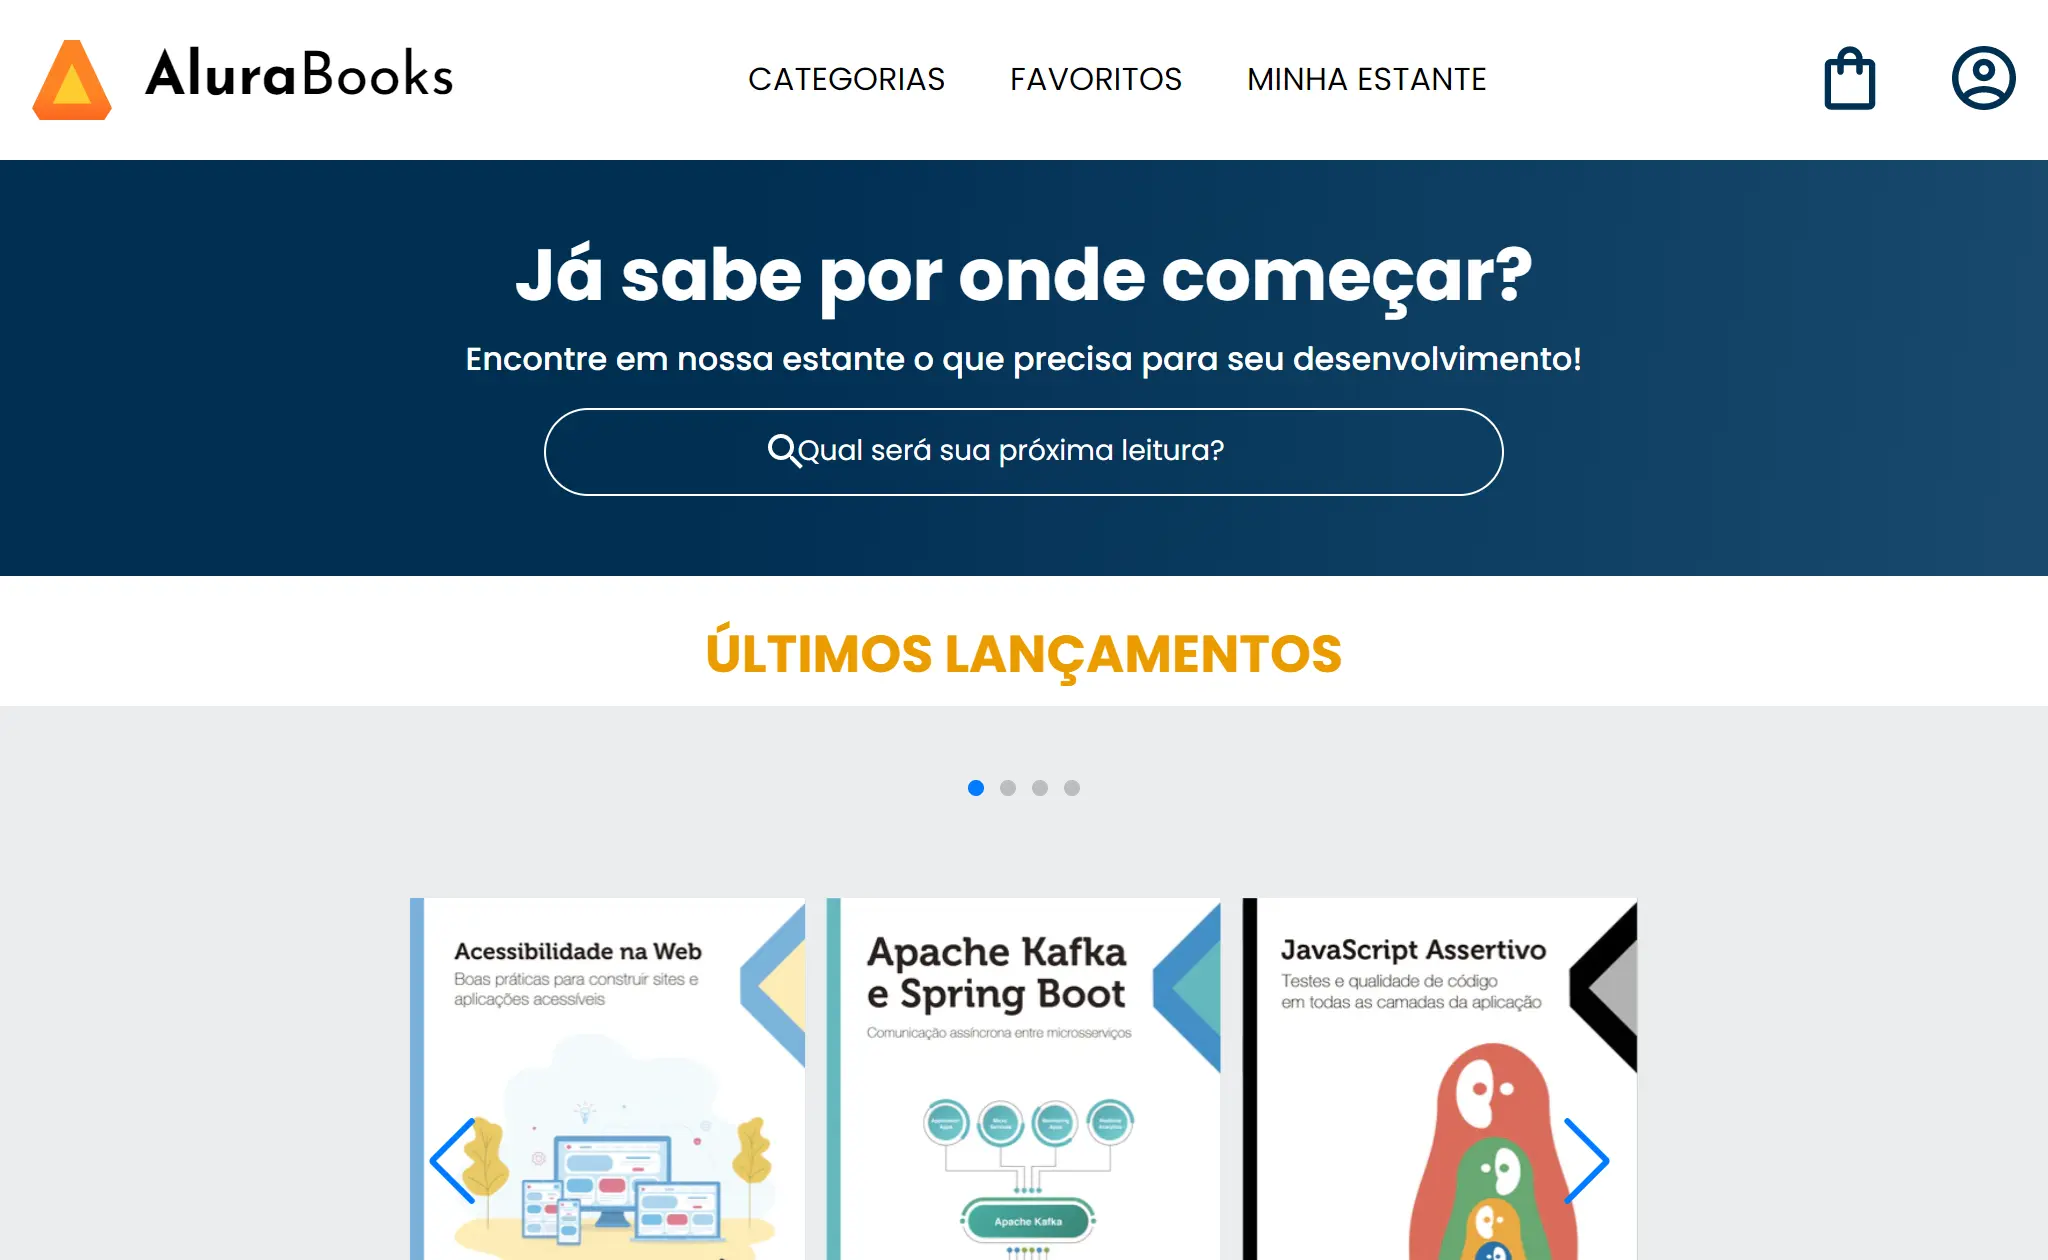 AluraBooks
CATEGORIAS FAVORITOS MINHA ESTANTE
Já sabe por onde começar?
Encontre em nossa estante o que precisa para seu desenvolvimento!
Qual será sua próxima leitura?
ÚLTIMOS LANÇAMENTOS
Acessibilidade na Web
Boas práticas para construir sites e
aplicações acessíveis
Apache Kafka
e Spring Boot
Comunicação assíncrona entre microsserviços
Apache Kafka
JavaScript Assertivo
Testes e qualidade de código
em todas as camadas da aplicação